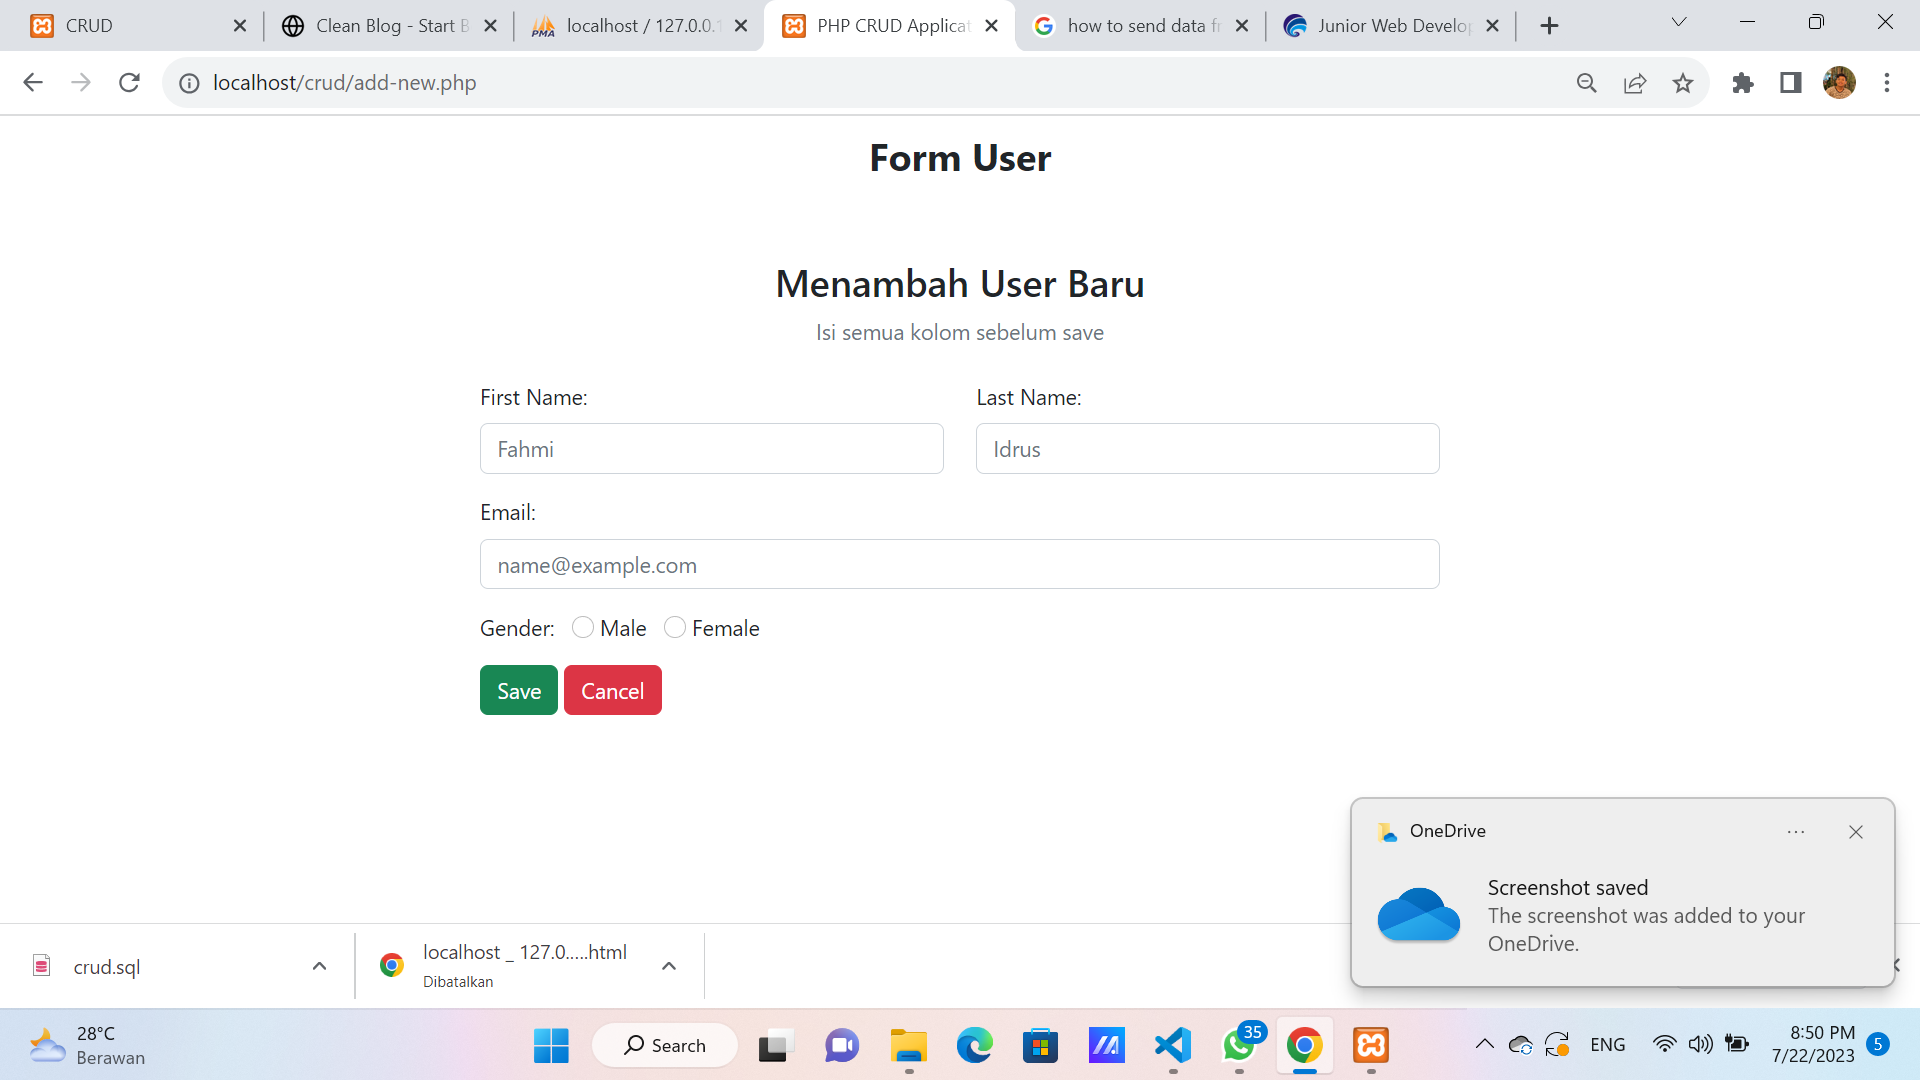 CRUD
Clean Blog - Start B
localhost / 127.0.0.1
PHP CRUD Applicat
how to send data fr
Junior Web Develop
localhost/crud/add-new.php
Form User
Menambah User Baru
Isi semua kolom sebelum save
First Name:
Last Name:
Fahmi
Idrus
Email:
name@example.com
Gender:
Male
Female
Save
Cancel
OneDrive
Screenshot saved
The screenshot was added to your
OneDrive.
crud.sql
localhost _ 127.0.....html
Dibatalkan
28°C
Berawan
Search
35
ENG
8:50 PM
7/22/2023
5
PMA